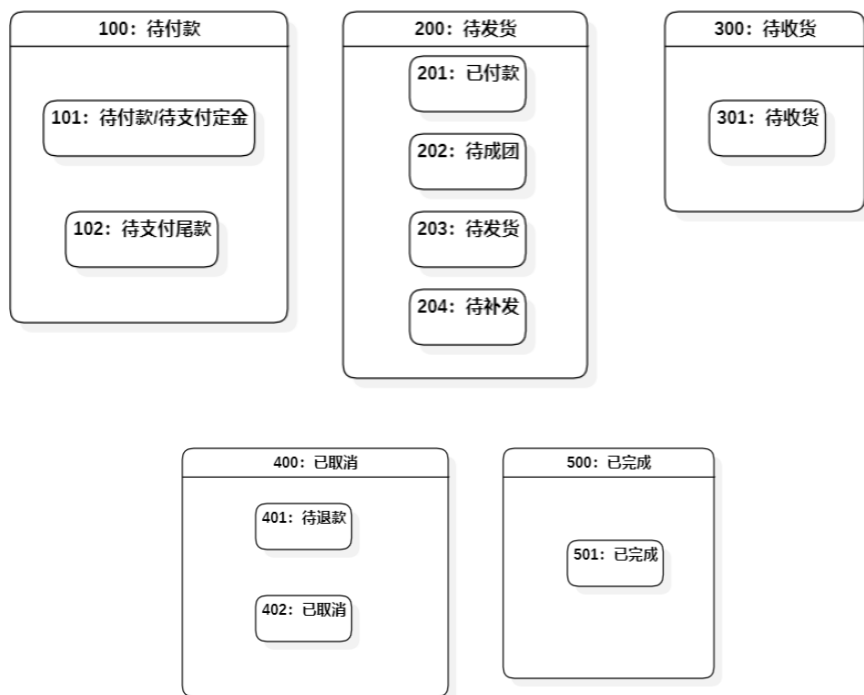 100：待付款
101：待付款/待支付定金
102：待支付尾款
200：待发货
201：已付款
202：待成团
203：待发货
204：待补发
300：待收货
301：待收货
400：已取消
401：待退款
402：已取消
500：已完成
501：已完成